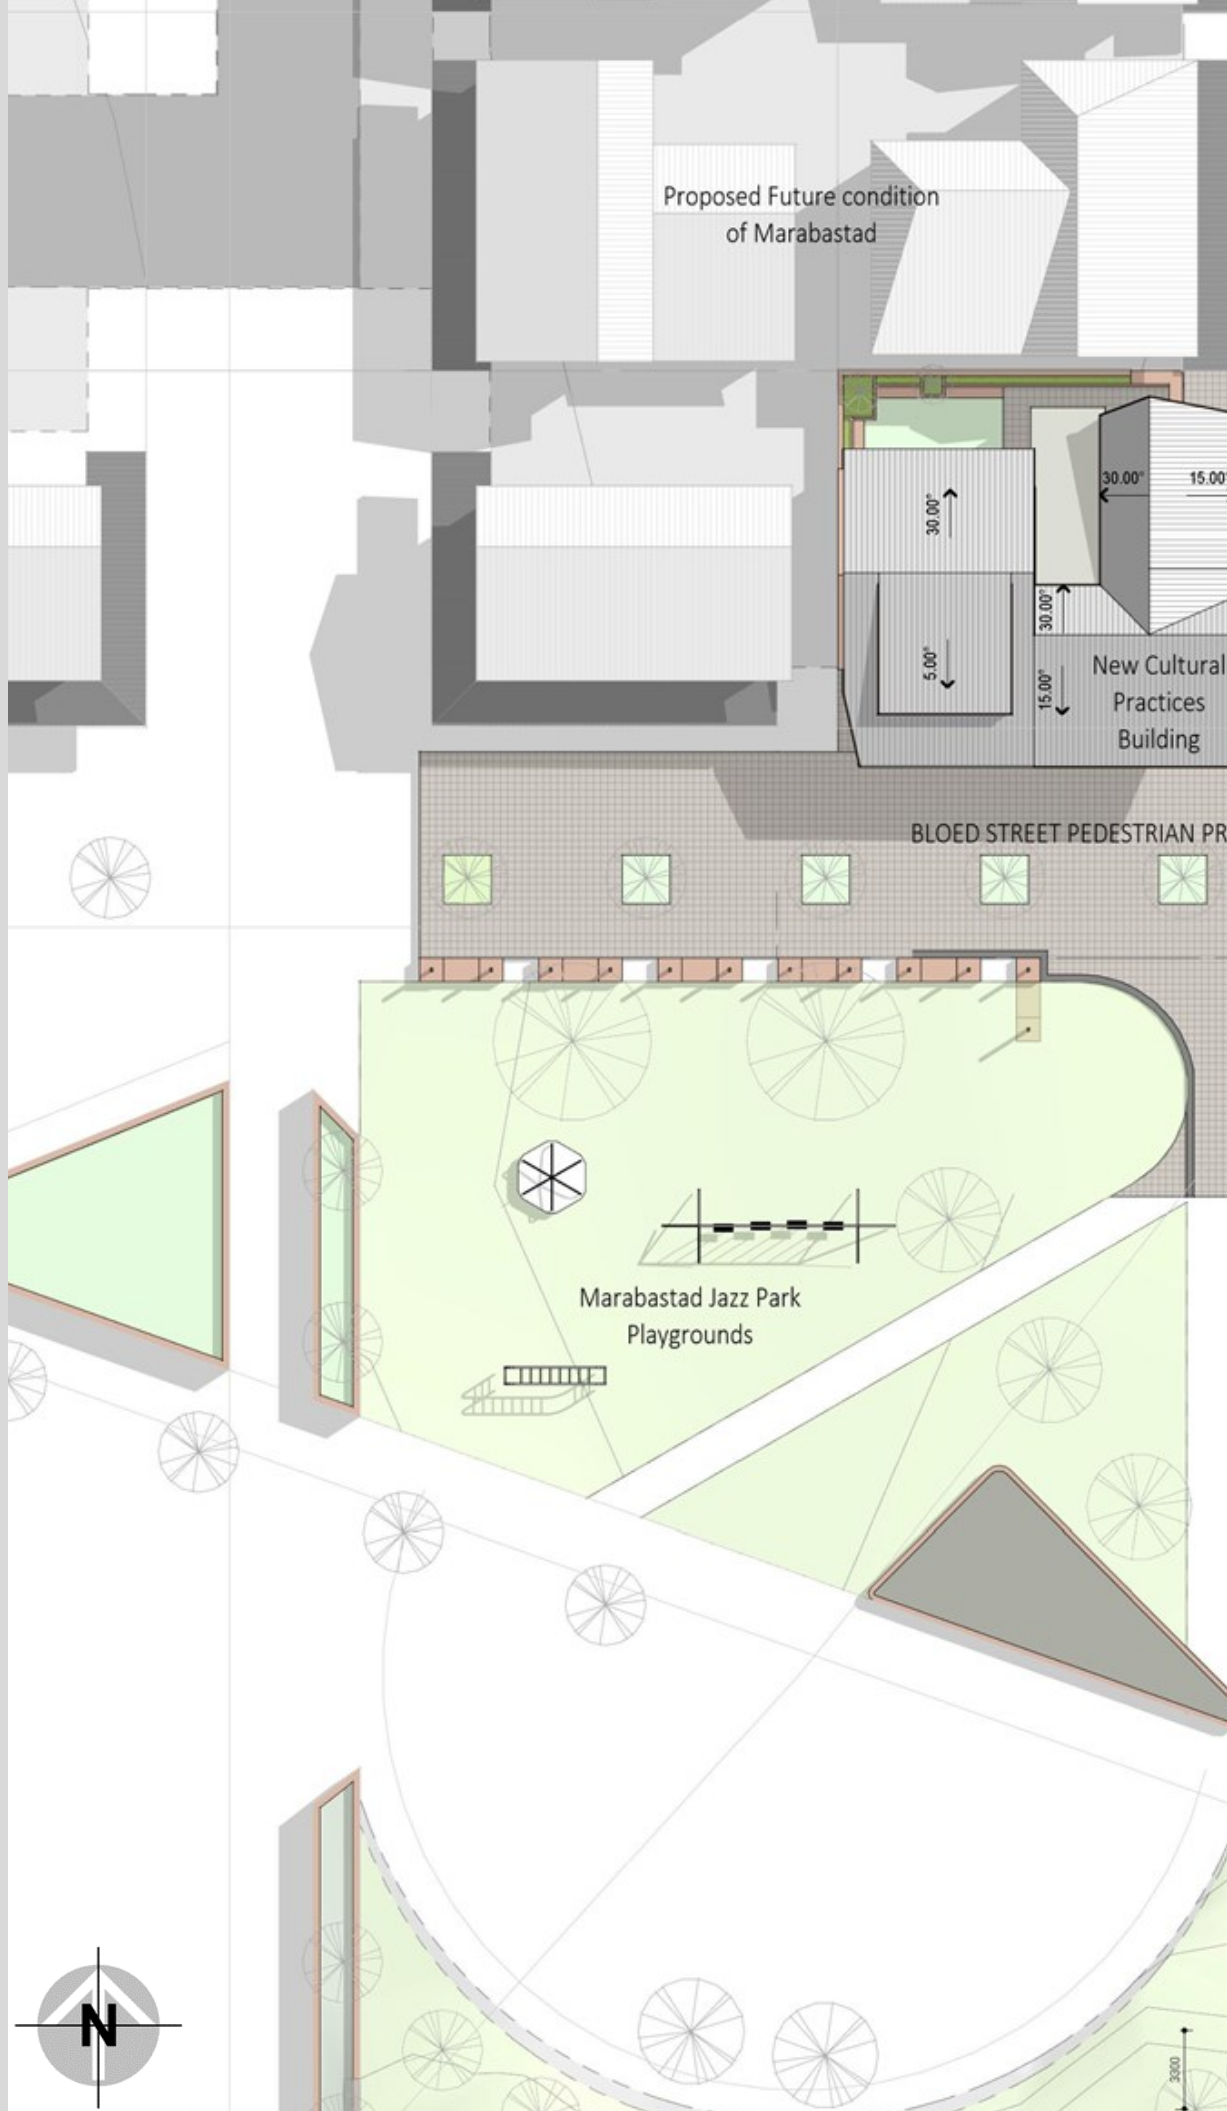 Proposed Future condition
of Marabastad
30.00°
15.00°
30.00°
30.00°
5.00°
15.00°
New Cultural
Practices
Building
BLOED STREET PEDESTRIAN PR
Marabastad Jazz Park
Playgrounds
N
3300